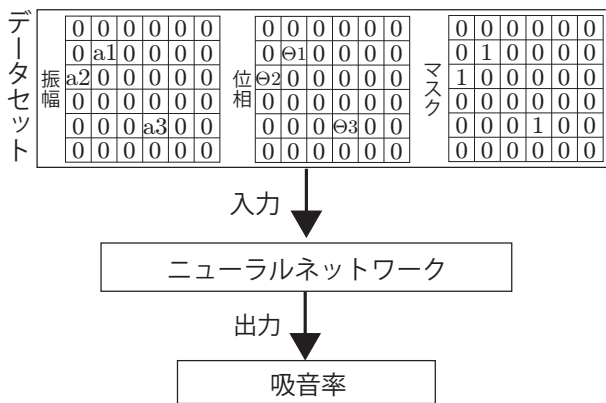 データセット
振幅
0 0 0 0 0 0
0 a1 0 0 0 0
a2 0 0 0 0 0
0 0 0 0 0 0
0 0 0 a3 0 0
0 0 0 0 0 0
位相
0 0 0 0 0 0
0 Θ1 0 0 0 0
Θ2 0 0 0 0 0
0 0 0 0 0 0
0 0 0 Θ3 0 0
0 0 0 0 0 0
マスク
0 0 0 0 0 0
0 1 0 0 0 0
1 0 0 0 0 0
0 0 0 0 0 0
0 0 0 1 0 0
0 0 0 0 0 0
入力
ニューラルネットワーク
出力
吸音率